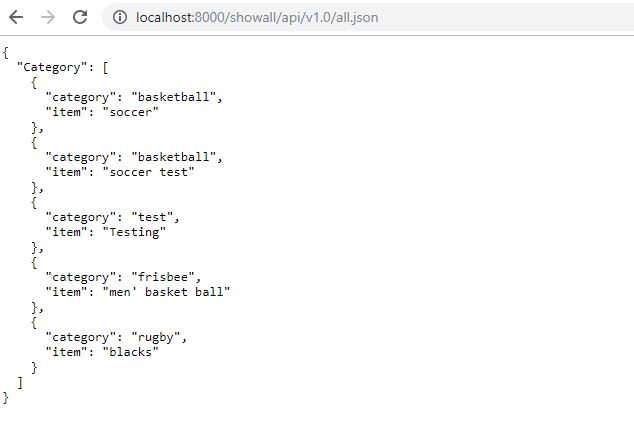 localhost:8000/showall/api/v1.0/all.json
{
  "Category": [
    {
      "category": "basketball",
      "item": "soccer"
    },
    {
      "category": "basketball",
      "item": "soccer test"
    },
    {
      "category": "test",
      "item": "Testing"
    },
    {
      "category": "frisbee",
      "item": "men' basket ball"
    },
    {
      "category": "rugby",
      "item": "blacks"
    }
  ]
}